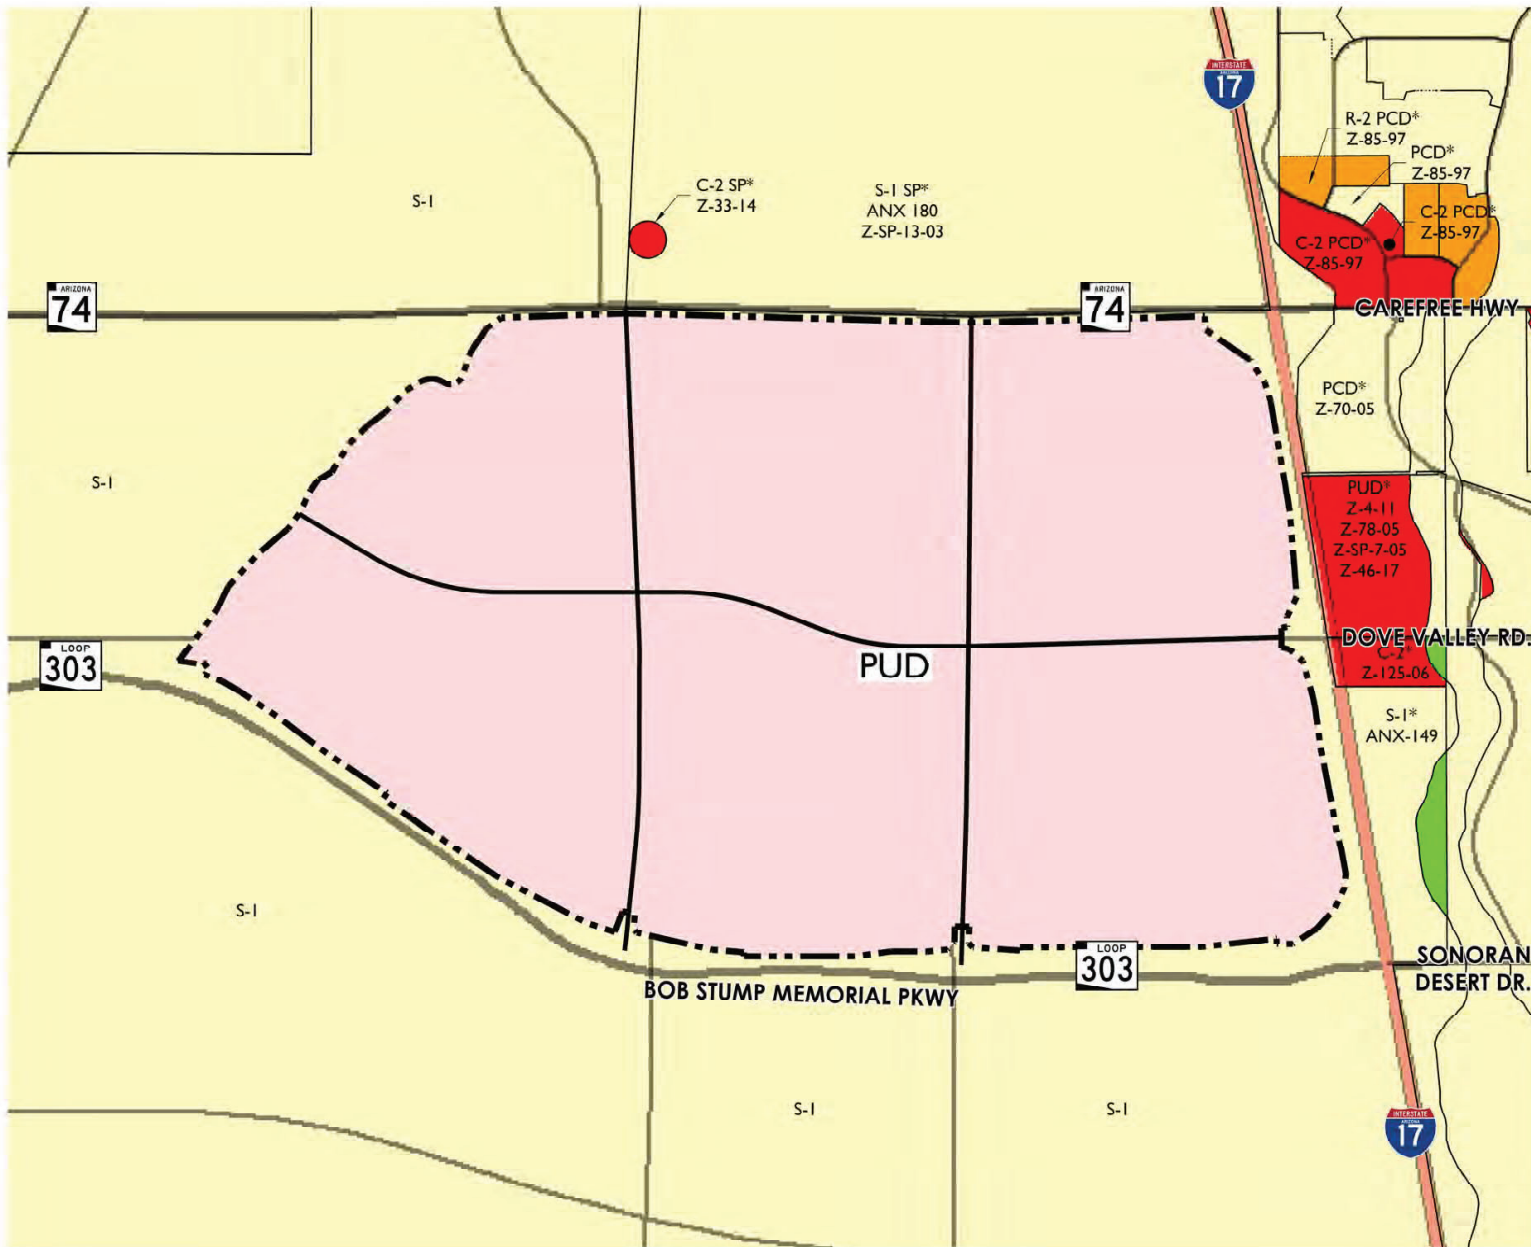 INTERSTATE
ARIZONA
17
R-2 PCD*
Z-85-97
PCD*
Z-85-97
C-2 SP*
Z-33-14
S-1
S-1 SP*
ANX 180
Z-SP-13-03
C-2 PCD*
Z-85-97
C-2 PCD*
Z-85-97
ARIZONA
74
ARIZONA
74
CAREFREE HWY
PCD*
Z-70-05
S-1
PUD*
Z-4-11
Z-78-05
Z-SP-7-05
Z-46-17
LOOP
303
PUD
DOVE VALLEY RD.
C-2*
Z-125-06
S-1*
ANX-149
S-1
LOOP
303
SONORAN
DESERT DR.
BOB STUMP MEMORIAL PKWY
S-1
S-1
INTERSTATE
ARIZONA
17